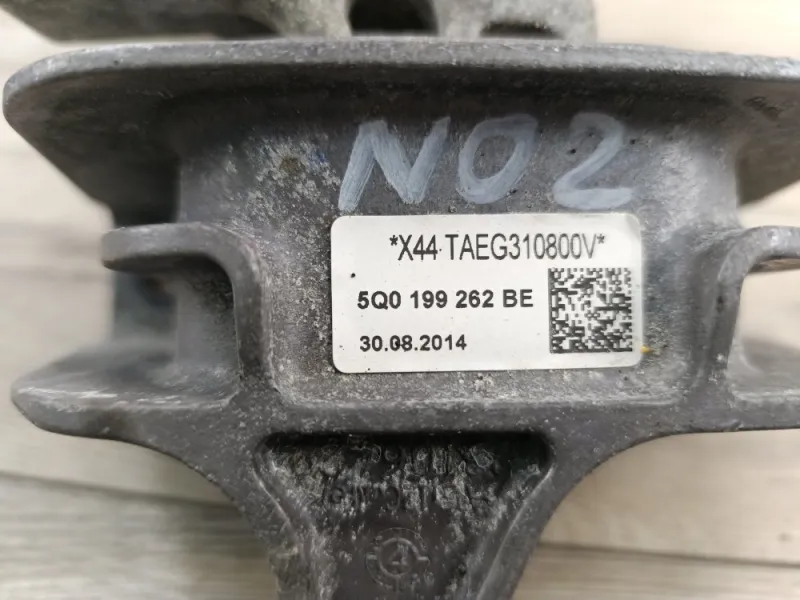 NO2
*X44 TAEG310800V*
5Q0 199 262 BE
30.08.2014